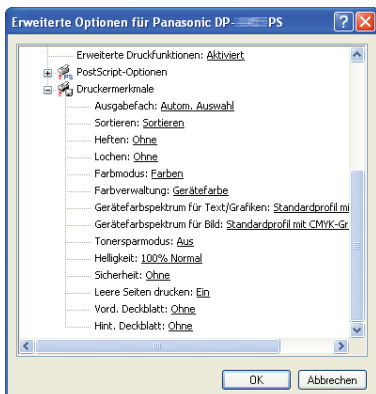 Erweiterte Optionen für Panasonic DP- PS
Erweiterte Druckfunktionen: Aktiviert
PostScript-Optionen
Druckermerkmale
Ausgabefach: Autom. Auswahl
Sortieren: Sortieren
Heften: Ohne
Lochen: Ohne
Farbmodus: Farben
Farbverwaltung: Gerätefarbe
Gerätefarbspektrum für Text/Grafiken: Standardprofil mi
Gerätefarbspektrum für Bild: Standardprofil mit CMYK-Gr
Tonersparmodus: Aus
Helligkeit: 100% Normal
Sicherheit: Ohne
Leere Seiten drucken: Ein
Vord. Deckblatt: Ohne
Hint. Deckblatt: Ohne
OK Abbrechen